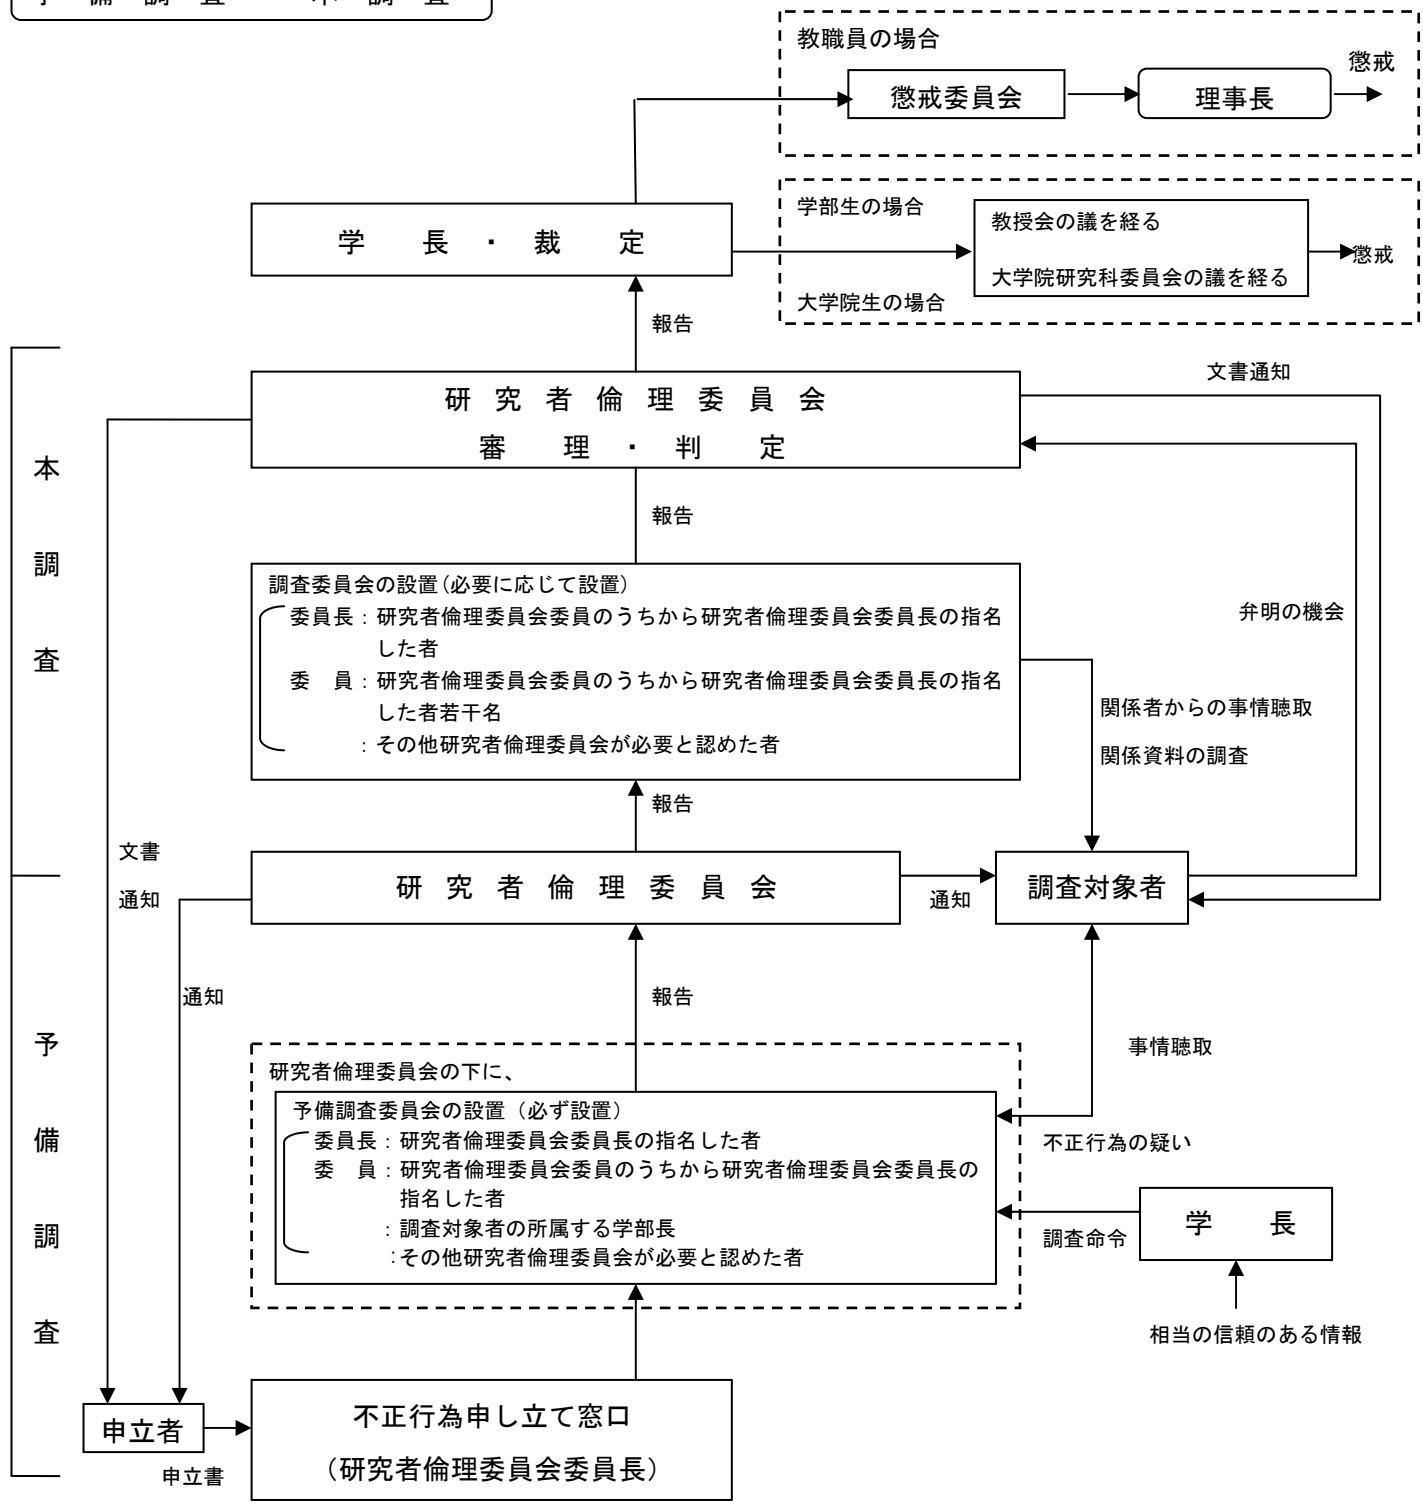 予　備　調　査　・　本　調　査
教職員の場合
懲戒委員会
理事長
懲戒
学部生の場合
教授会の議を経る
大学院研究科委員会の議を経る
大学院生の場合
懲戒
学　長　・　裁　定
報告
文書通知
研　究　者　倫　理　委　員　会
審　理　・　判　定
本　調　査
報告
調査委員会の設置(必要に応じて設置)
委員長：研究者倫理委員会委員のうちから研究者倫理委員会委員長の指名
した者
委　員：研究者倫理委員会委員のうちから研究者倫理委員会委員長の指名
した者若干名
：その他研究者倫理委員会が必要と認めた者
弁明の機会
関係者からの事情聴取
関係資料の調査
報告
文書
通知
研　究　者　倫　理　委　員　会
通知
調査対象者
通知
報告
事情聴取
予　備　調　査
研究者倫理委員会の下に、
予備調査委員会の設置（必ず設置）
委員長：研究者倫理委員会委員長の指名した者
委　員：研究者倫理委員会委員のうちから研究者倫理委員会委員長の
指名した者
：調査対象者の所属する学部長
：その他研究者倫理委員会が必要と認めた者
不正行為の疑い
調査命令
学　長
相当の信頼のある情報
申立者
申立書
不正行為申し立て窓口
（研究者倫理委員会委員長）